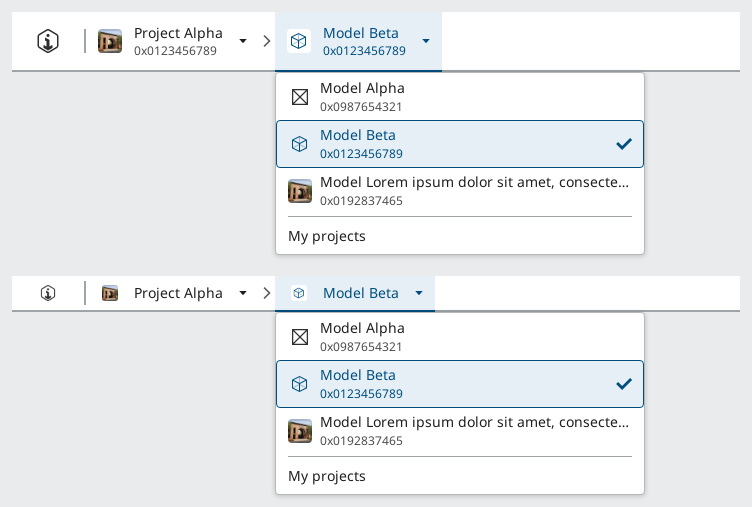 Project Alpha
0x0123456789
Model Beta
0x0123456789
Model Alpha
0x0987654321
Model Beta
0x0123456789
Model Lorem ipsum dolor sit amet, consecte...
0x0192837465
My projects
Project Alpha
Model Beta
Model Alpha
0x0987654321
Model Beta
0x0123456789
Model Lorem ipsum dolor sit amet, consecte...
0x0192837465
My projects